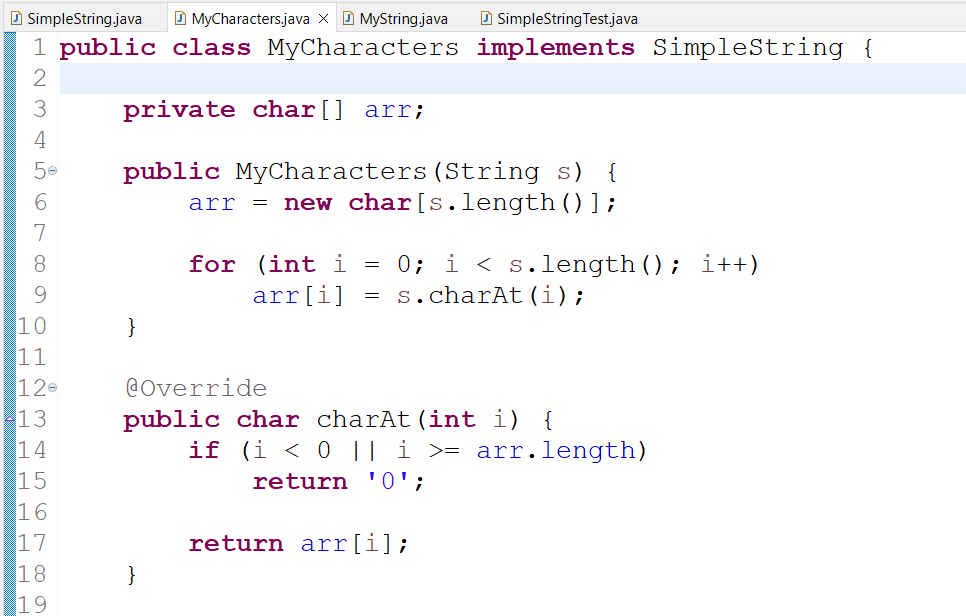 SimpleString.java MyCharacters.java MyString.java SimpleStringTest.java
1 public class MyCharacters implements SimpleString {
2
3 private char[] arr;
4
5 public MyCharacters(String s) {
6 arr = new char[s.length()];
7
8 for (int i = 0; i < s.length(); i++)
9 arr[i] = s.charAt(i);
10 }
11
12 @Override
13 public char charAt(int i) {
14 if (i < 0 || i >= arr.length)
15 return '0';
16
17 return arr[i];
18 }
19